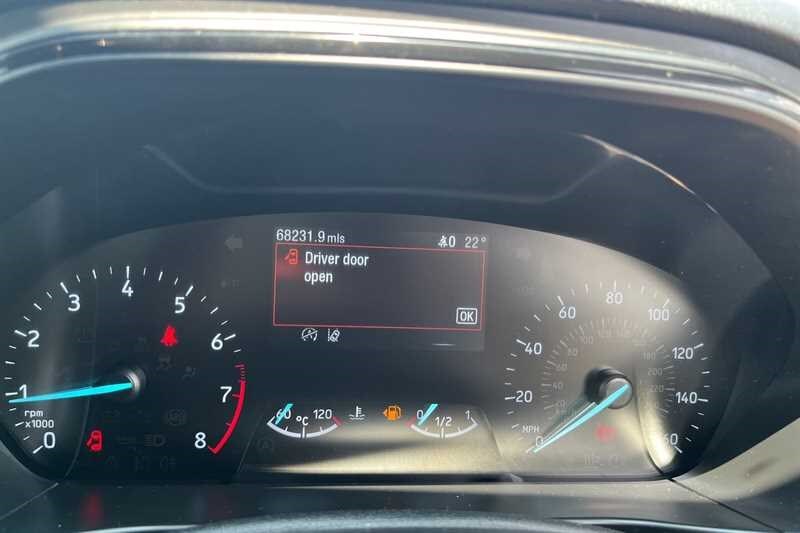 68231.9 mls
0 22°
Driver door
open
OK
0 1 2 3 4 5 6 7 8
rpm
x1000
60 °C 120
0 1/2 1
0 20 40 60 80 100 120 140
MPH